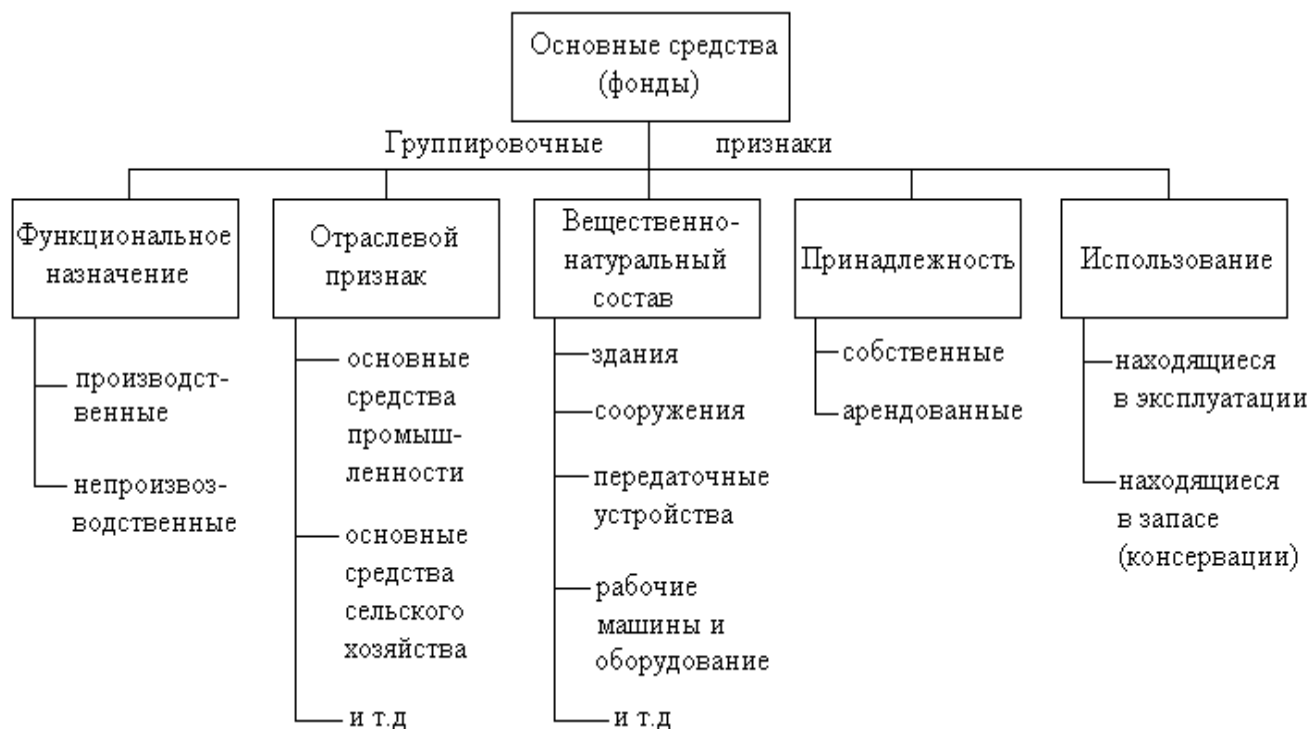 Основные средства
(фонды)
Группировочные признаки
Функциональное
назначение
производст-
венные
непроизвоз-
водственные
Отраслевой
признак
основные
средства
промыш-
ленности
основные
средства
сельского
хозяйства
и т.д
Вещественно-
натуральный
состав
здания
сооружения
передаточные
устройства
рабочие
машины и
оборудование
и т.д
Принадлежность
собственные
арендованные
Использование
находящиеся
в эксплуатации
находящиеся
в запасе
(консервации)